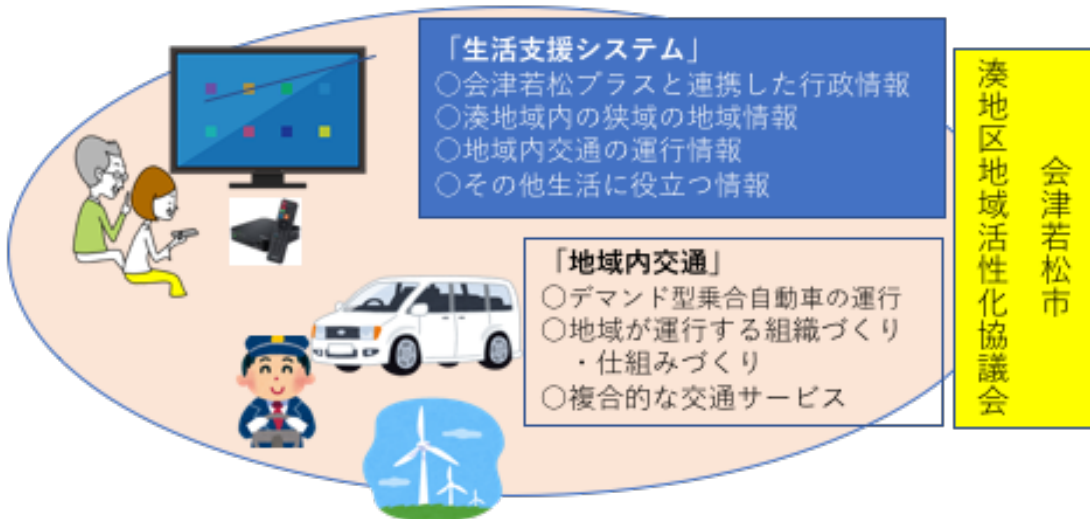 「生活支援システム」
○会津若松プラスと連携した行政情報
○湊地域内の狭域の地域情報
○地域内交通の運行情報
○その他生活に役立つ情報
「地域内交通」
○デマンド型乗合自動車の運行
○地域が運行する組織づくり
・仕組みづくり
○複合的な交通サービス
会津若松市
湊地区地域活性化協議会